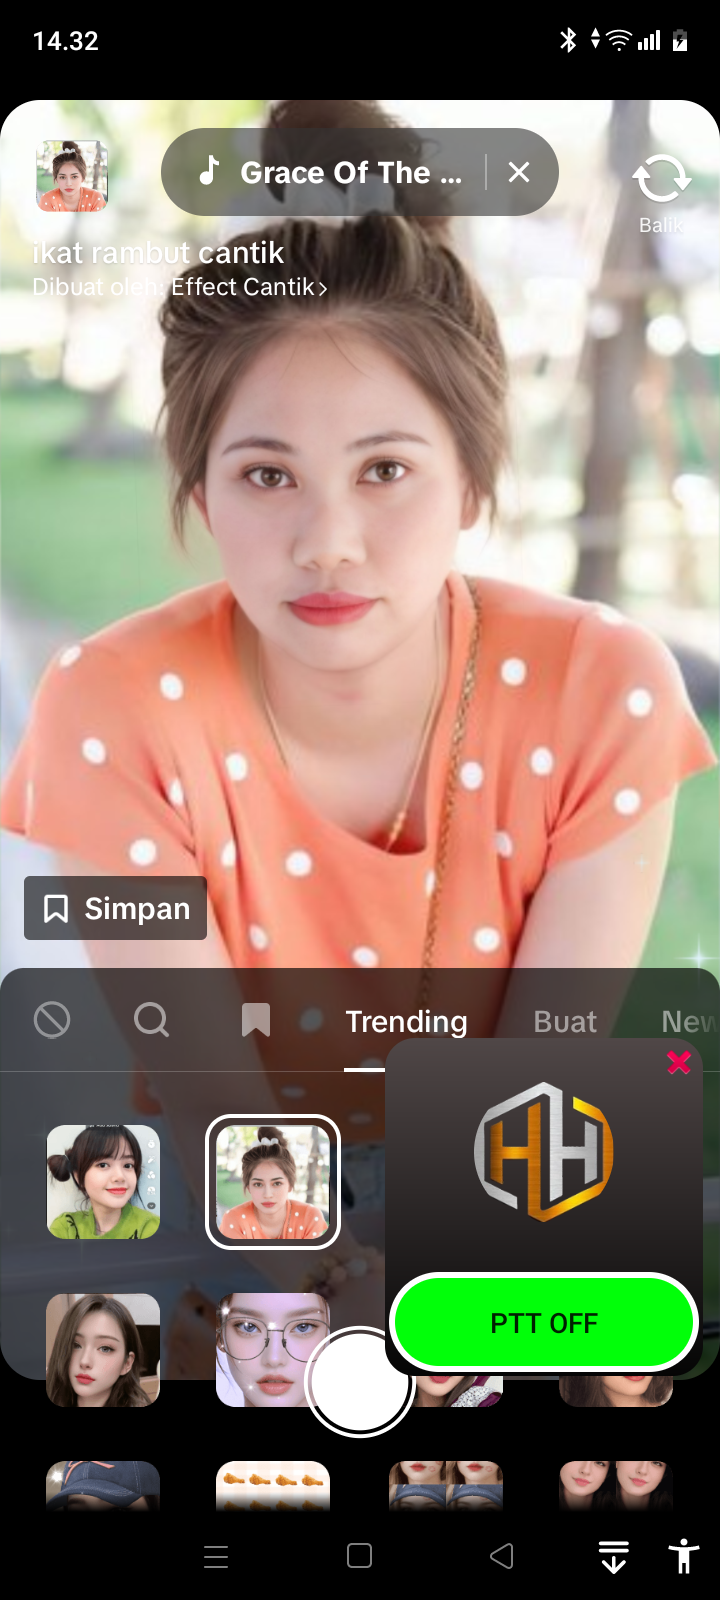 14.32
Grace Of The ...
Balik
ikat rambut cantik
Dibuat oleh: Effect Cantik
Simpan
Trending
Buat
New
HH
PTT OFF